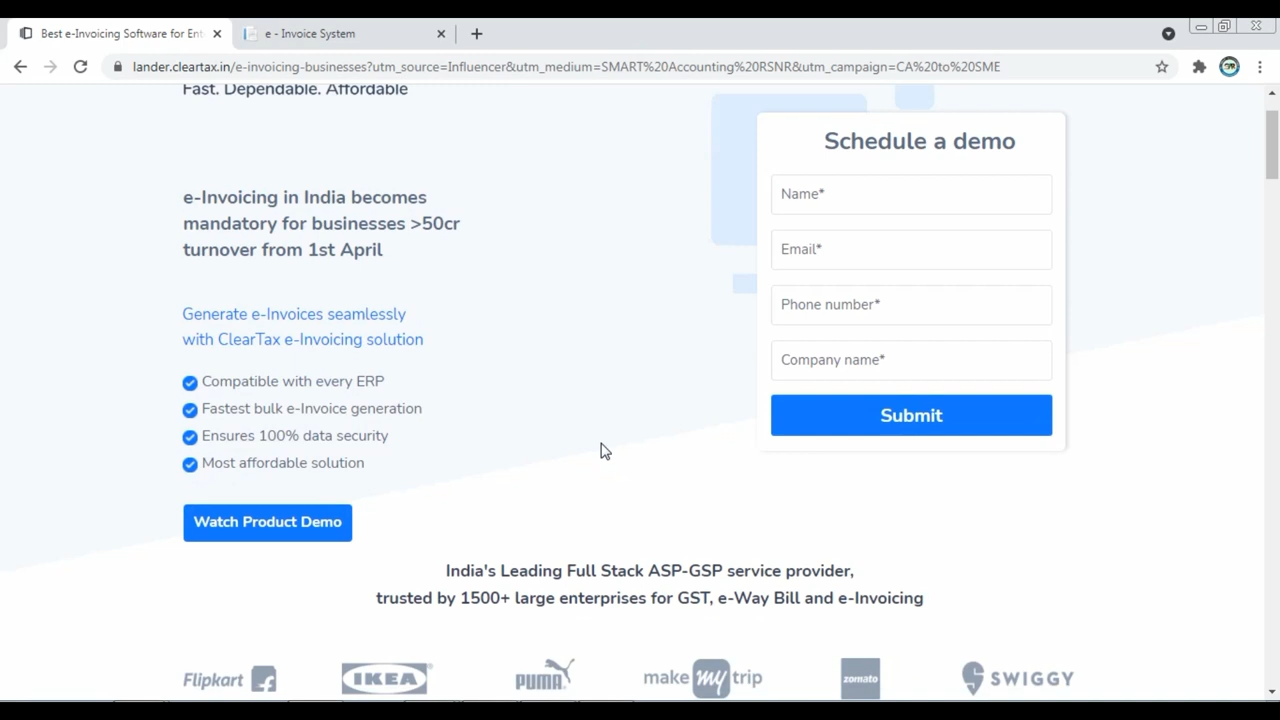 Best e-Invoicing Software for Ent
e - Invoice System
lander.cleartax.in/e-invoicing-businesses?utm_source=Influencer&utm_medium=SMART%20Accounting%20RSNR&utm_campaign=CA%20to%20SME
Fast. Dependable. Affordable
e-Invoicing in India becomes
mandatory for businesses >50cr
turnover from 1st April
Generate e-Invoices seamlessly
with ClearTax e-Invoicing solution
Compatible with every ERP
Fastest bulk e-Invoice generation
Ensures 100% data security
Most affordable solution
Watch Product Demo
Schedule a demo
Name*
Email*
Phone number*
Company name*
Submit
India's Leading Full Stack ASP-GSP service provider,
trusted by 1500+ large enterprises for GST, e-Way Bill and e-Invoicing
Flipkart
IKEA
PUMA
make my trip
zomato
SWIGGY